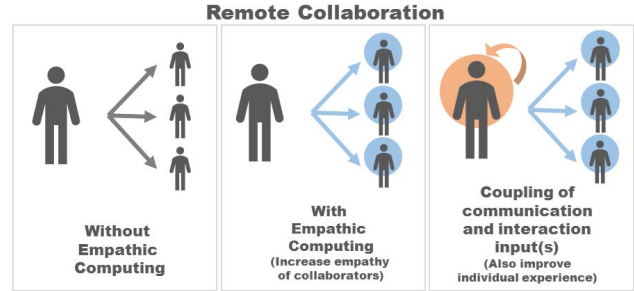 Remote Collaboration
Without
Empathic
Computing
With
Empathic
Computing
(Increase empathy
of collaborators)
Coupling of
communication
and interaction
input(s)
(Also improve
individual experience)